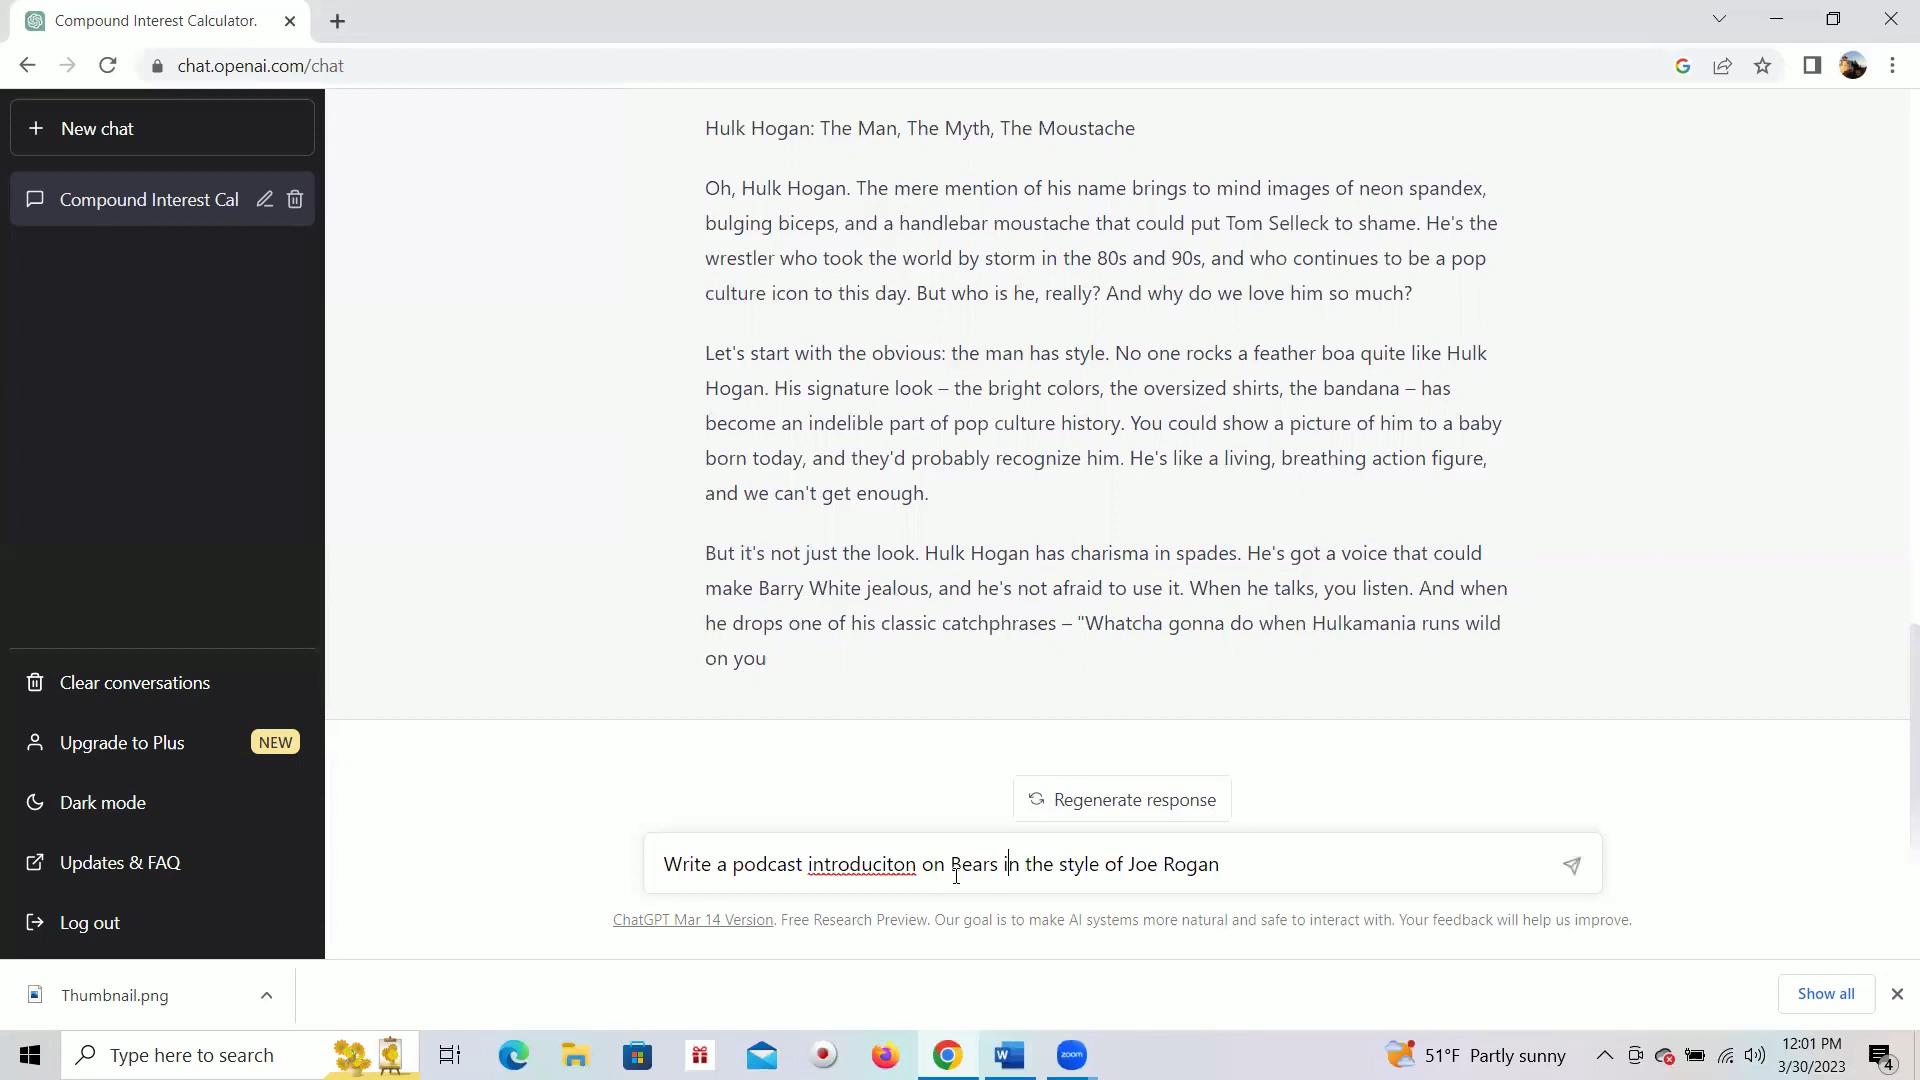 Compound Interest Calculator.
chat.openai.com/chat
New chat
Compound Interest Cal
Clear conversations
Upgrade to Plus
NEW
Dark mode
Updates & FAQ
Log out
Hulk Hogan: The Man, The Myth, The Moustache
Oh, Hulk Hogan. The mere mention of his name brings to mind images of neon spandex,
bulging biceps, and a handlebar moustache that could put Tom Selleck to shame. He's the
wrestler who took the world by storm in the 80s and 90s, and who continues to be a pop
culture icon to this day. But who is he, really? And why do we love him so much?
Let's start with the obvious: the man has style. No one rocks a feather boa quite like Hulk
Hogan. His signature look – the bright colors, the oversized shirts, the bandana – has
become an indelible part of pop culture history. You could show a picture of him to a baby
born today, and they'd probably recognize him. He's like a living, breathing action figure,
and we can't get enough.
But it's not just the look. Hulk Hogan has charisma in spades. He's got a voice that could
make Barry White jealous, and he's not afraid to use it. When he talks, you listen. And when
he drops one of his classic catchphrases – "Whatcha gonna do when Hulkamania runs wild
on you
Regenerate response
Write a podcast introduciton on Bears in the style of Joe Rogan
ChatGPT Mar 14 Version. Free Research Preview. Our goal is to make AI systems more natural and safe to interact with. Your feedback will help us improve.
Thumbnail.png
Show all
Type here to search
W
zoom
51°F Partly sunny
12:01 PM
3/30/2023
4